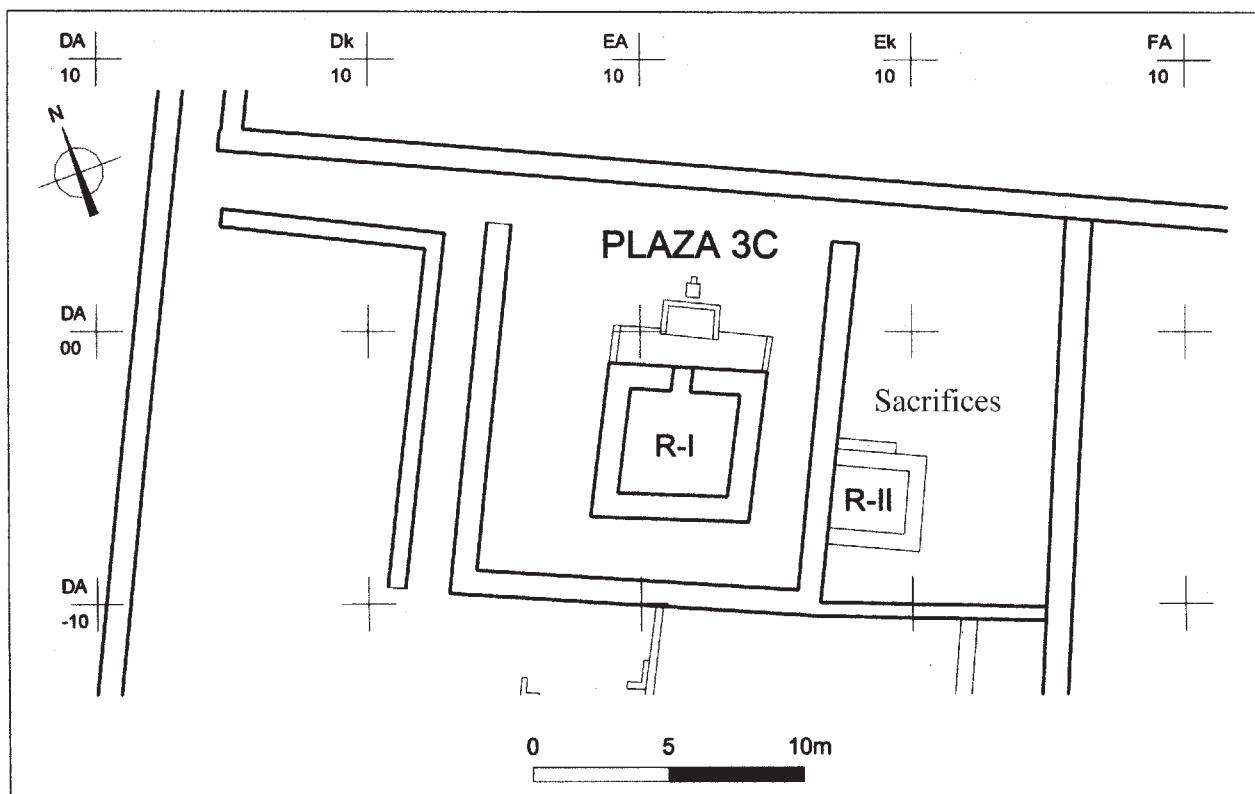 DA Dk EA Ek FA
10 10 10 10 10
N
PLAZA 3C
DA
00
Sacrifices
R-I
R-II
DA
-10
0 5 10m